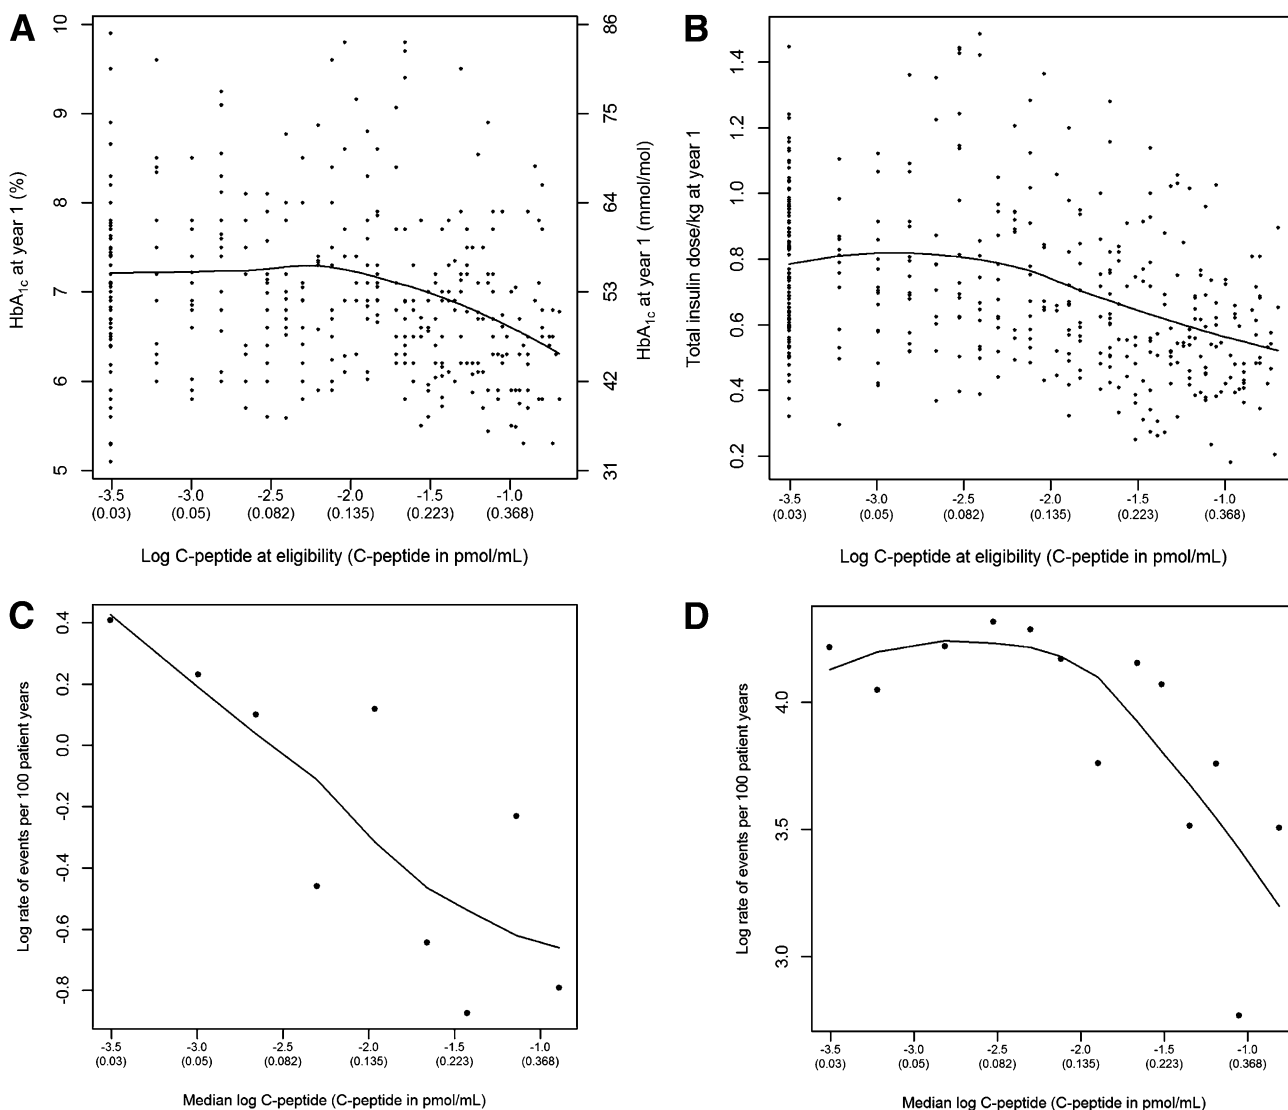 A
10
9
8
7
6
5
HbA1c at year 1 (%)
86
75
64
53
42
31
HbA1c at year 1 (mmol/mol)
-3.5 -3.0 -2.5 -2.0 -1.5 -1.0
(0.03) (0.05) (0.082) (0.135) (0.223) (0.368)
Log C-peptide at eligibility (C-peptide in pmol/mL)
B
1.4
1.2
1.0
0.8
0.6
0.4
0.2
Total insulin dose/kg at year 1
-3.5 -3.0 -2.5 -2.0 -1.5 -1.0
(0.03) (0.05) (0.082) (0.135) (0.223) (0.368)
Log C-peptide at eligibility (C-peptide in pmol/mL)
C
0.4
0.2
0.0
-0.2
-0.4
-0.6
-0.8
Log rate of events per 100 patient years
-3.5 -3.0 -2.5 -2.0 -1.5 -1.0
(0.03) (0.05) (0.082) (0.135) (0.223) (0.368)
Median log C-peptide (C-peptide in pmol/mL)
D
4.0
3.5
3.0
Log rate of events per 100 patient years
-3.5 -3.0 -2.5 -2.0 -1.5 -1.0
(0.03) (0.05) (0.082) (0.135) (0.223) (0.368)
Median log C-peptide (C-peptide in pmol/mL)